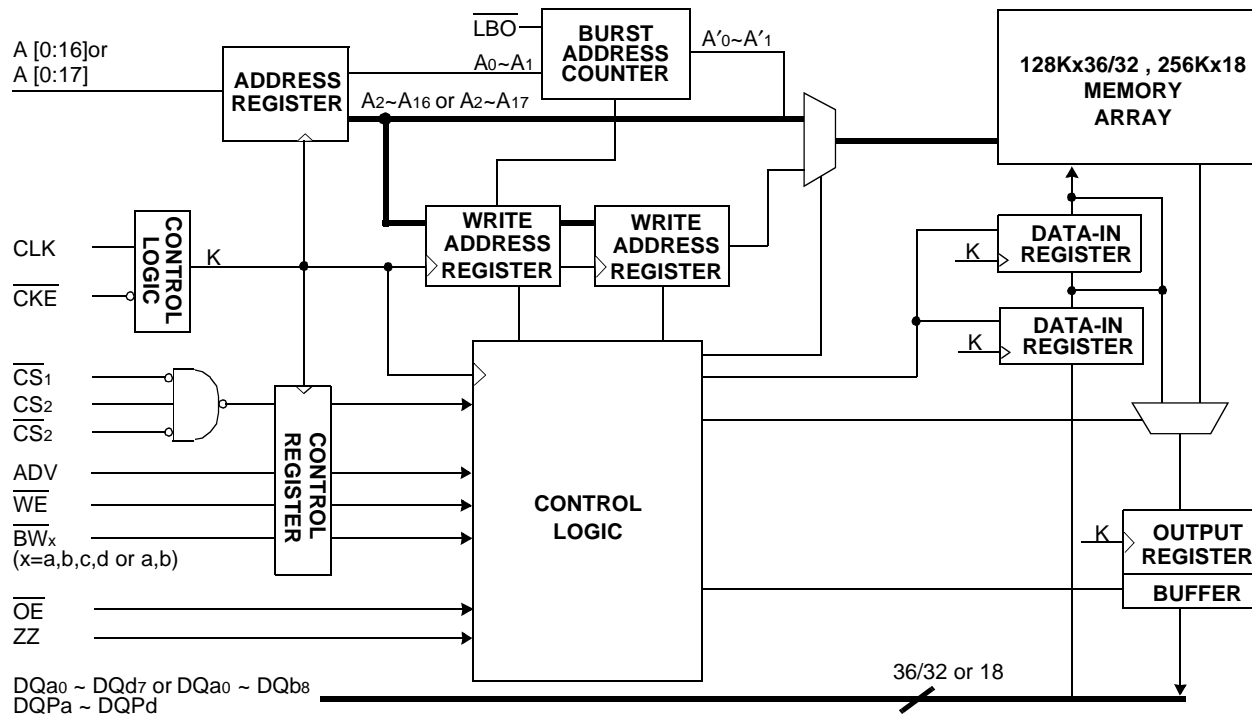 LBO
BURST
ADDRESS
COUNTER
A′0~A′1
A [0:16]or
A [0:17]
ADDRESS
REGISTER
A0~A1
A2~A16 or A2~A17
128Kx36/32 , 256Kx18
MEMORY
ARRAY
CLK
CKE
CONTROL
LOGIC
K
WRITE
ADDRESS
REGISTER
WRITE
ADDRESS
REGISTER
K
DATA-IN
REGISTER
K
DATA-IN
REGISTER
CS1
CS2
CS2
ADV
WE
BWx
(x=a,b,c,d or a,b)
CONTROL
REGISTER
CONTROL
LOGIC
K
OUTPUT
REGISTER
BUFFER
OE
ZZ
DQa0 ~ DQd7 or DQa0 ~ DQb8
DQPa ~ DQPd
36/32 or 18